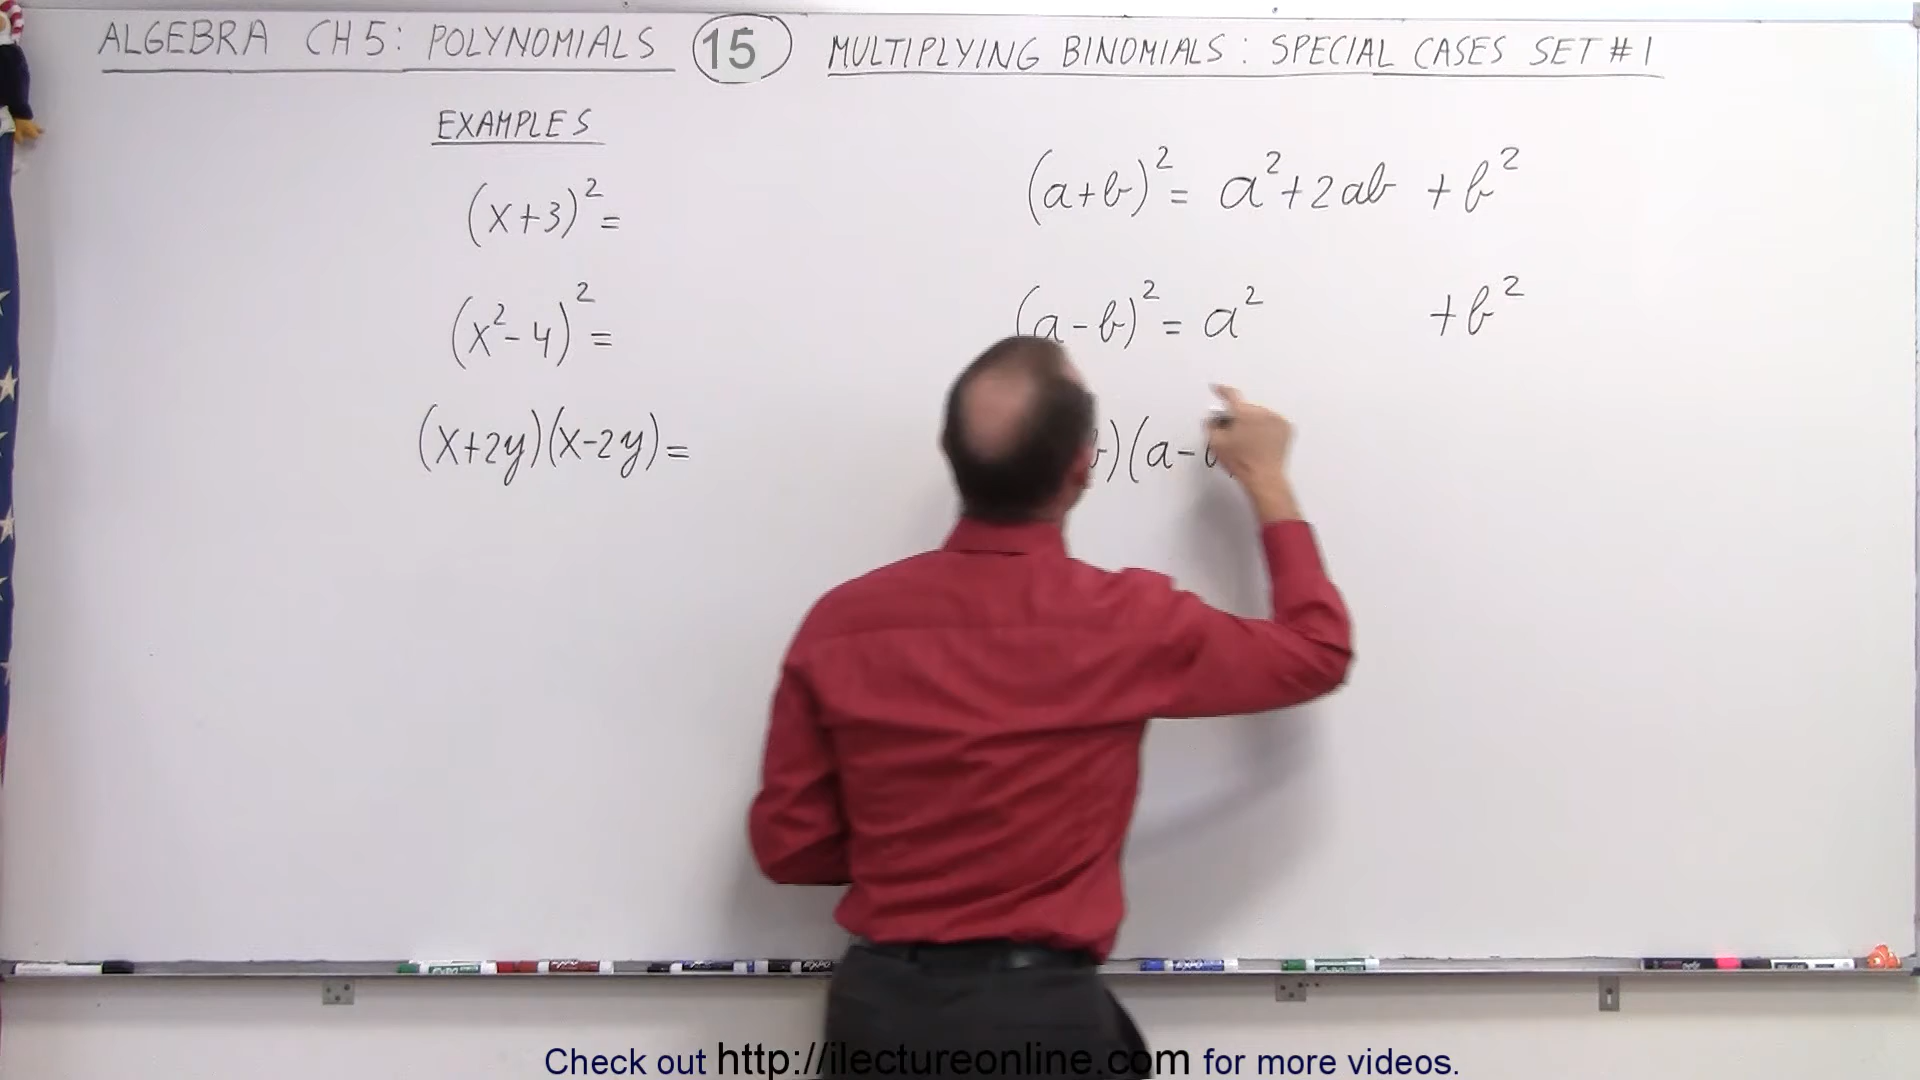 ALGEBRA CH 5: POLYNOMIALS 15 MULTIPLYING BINOMIALS: SPECIAL CASES SET #1
EXAMPLES
(x+3)²=
(x²-4)²=
(x+2y)(x-2y)=
(a+b)²= a²+2ab +b²
(a-b)²= a² +b²
b)(a-
Check out http://ilectureonline.com for more videos.